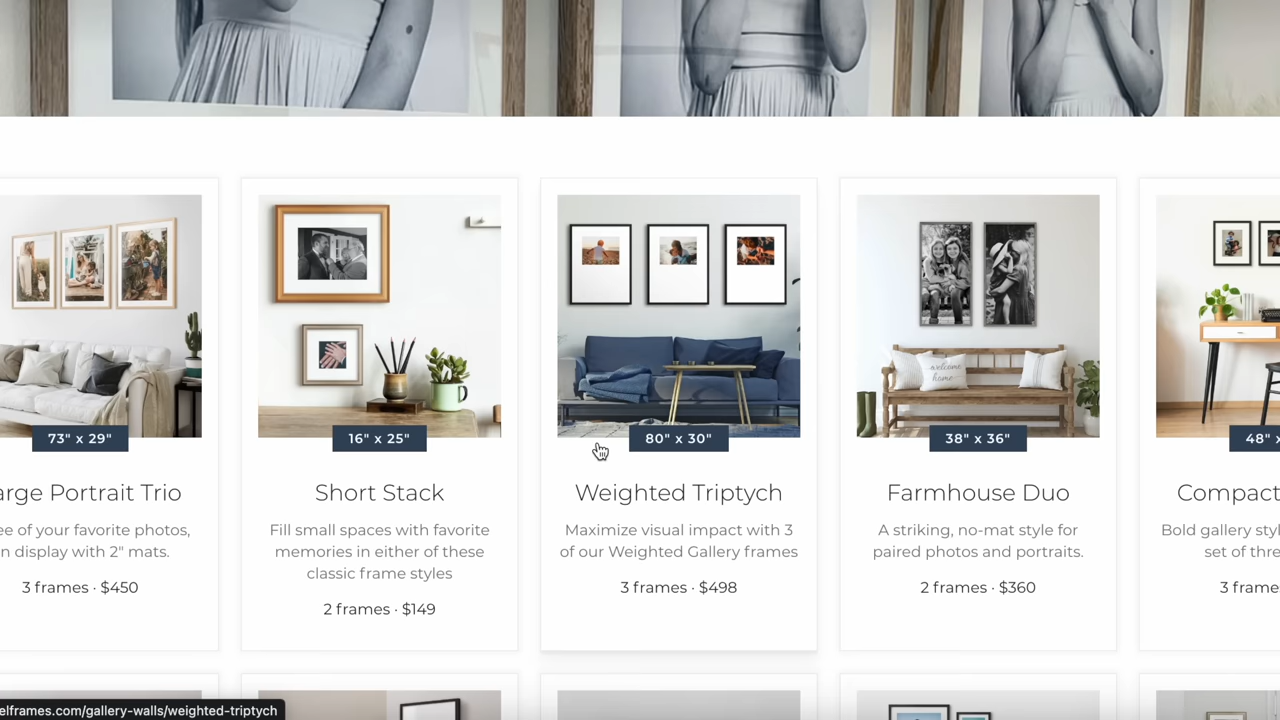 73" x 29"
16" x 25"
80" x 30"
welcome
home
38" x 36"
48" x
arge Portrait Trio
Short Stack
Weighted Triptych
Farmhouse Duo
Compact
ee of your favorite photos,
n display with 2" mats.
3 frames · $450
Fill small spaces with favorite
memories in either of these
classic frame styles
2 frames · $149
Maximize visual impact with 3
of our Weighted Gallery frames
3 frames · $498
A striking, no-mat style for
paired photos and portraits.
2 frames · $360
Bold gallery styl
set of thre
3 frame
elframes.com/gallery-walls/weighted-triptych